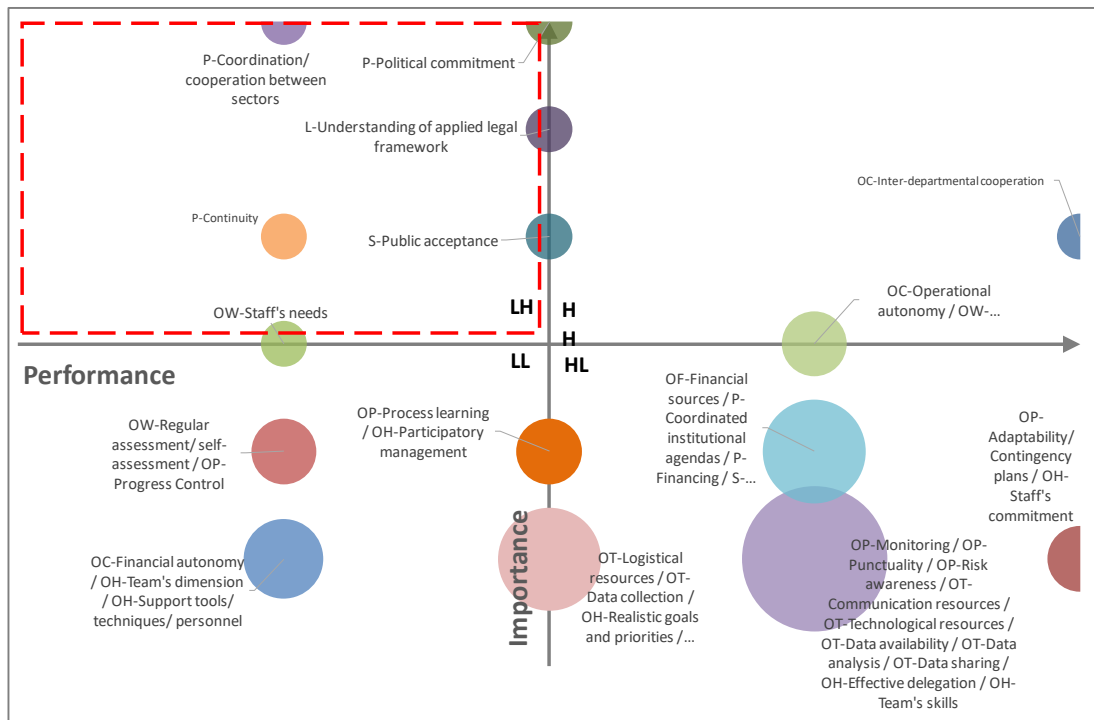 P-Coordination/
cooperation between
sectors
P-Political commitment
L-Understanding of applied legal
framework
OC-Inter-departmental cooperation
P-Continuity
S-Public acceptance
OW-Staff's needs
OC-Operational
autonomy / OW-...
LH
H
H
LL
HL
Performance
OW-Regular
assessment/ self-
assessment / OP-
Progress Control
OP-Process learning
/ OH-Participatory
management
OF-Financial
sources / P-
Coordinated
institutional
agendas / P-
Financing / S-...
OP-
Adaptability/
Contingency
plans / OH-
Staff's
commitment
OC-Financial autonomy
/ OH-Team's dimension
/ OH-Support tools/
techniques/ personnel
Importance
OT-Logistical
resources / OT-
Data collection /
OH-Realistic goals
and priorities /...
OP-Monitoring / OP-
Punctuality / OP-Risk
awareness / OT-
Communication resources /
OT-Technological resources /
OT-Data availability / OT-Data
analysis / OT-Data sharing /
OH-Effective delegation / OH-
Team's skills